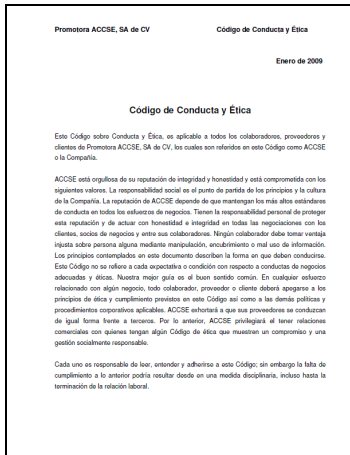 Promotora ACCSE, SA de CV Código de Conducta y Ética
Enero de 2009
Código de Conducta y Ética
Este Código sobre Conducta y Ética, es aplicable a todos los colaboradores, proveedores y
clientes de Promotora ACCSE, SA de CV, los cuales son referidos en este Código como ACCSE
o la Compañía.
ACCSE está orgullosa de su reputación de integridad y honestidad y está comprometida con los
siguientes valores. La responsabilidad social es el punto de partida de los principios y la cultura
de la Compañía. La reputación de ACCSE depende de que mantengan los más altos estándares
de conducta en todos los esfuerzos de negocios. Tienen la responsabilidad personal de proteger
esta reputación y de actuar con honestidad e integridad en todas las negociaciones con los
clientes, socios de negocios y entre sus colaboradores. Ningún colaborador debe tomar ventaja
injusta sobre persona alguna mediante manipulación, encubrimiento o mal uso de información.
Los principios contemplados en este documento describen la forma en que deben conducirse.
Este Código no se refiere a cada expectativa o condición con respecto a conductas de negocios
adecuadas y éticas. Nuestra mejor guía es el buen sentido común. En cualquier esfuerzo
relacionado con algún negocio, todo colaborador, proveedor o cliente deberá apegarse a los
principios de ética y cumplimiento previstos en este Código así como a las demás políticas y
procedimientos corporativos aplicables. ACCSE exhortará a que sus proveedores se conduzcan
de igual forma frente a terceros. Por lo anterior, ACCSE privilegiará el tener relaciones
comerciales con quienes tengan algún Código de ética que muestren un compromiso y una
gestión socialmente responsable.
Cada uno es responsable de leer, entender y adherirse a este Código; sin embargo la falta de
cumplimiento a lo anterior podría resultar desde en una medida disciplinaria, incluso hasta la
terminación de la relación laboral.